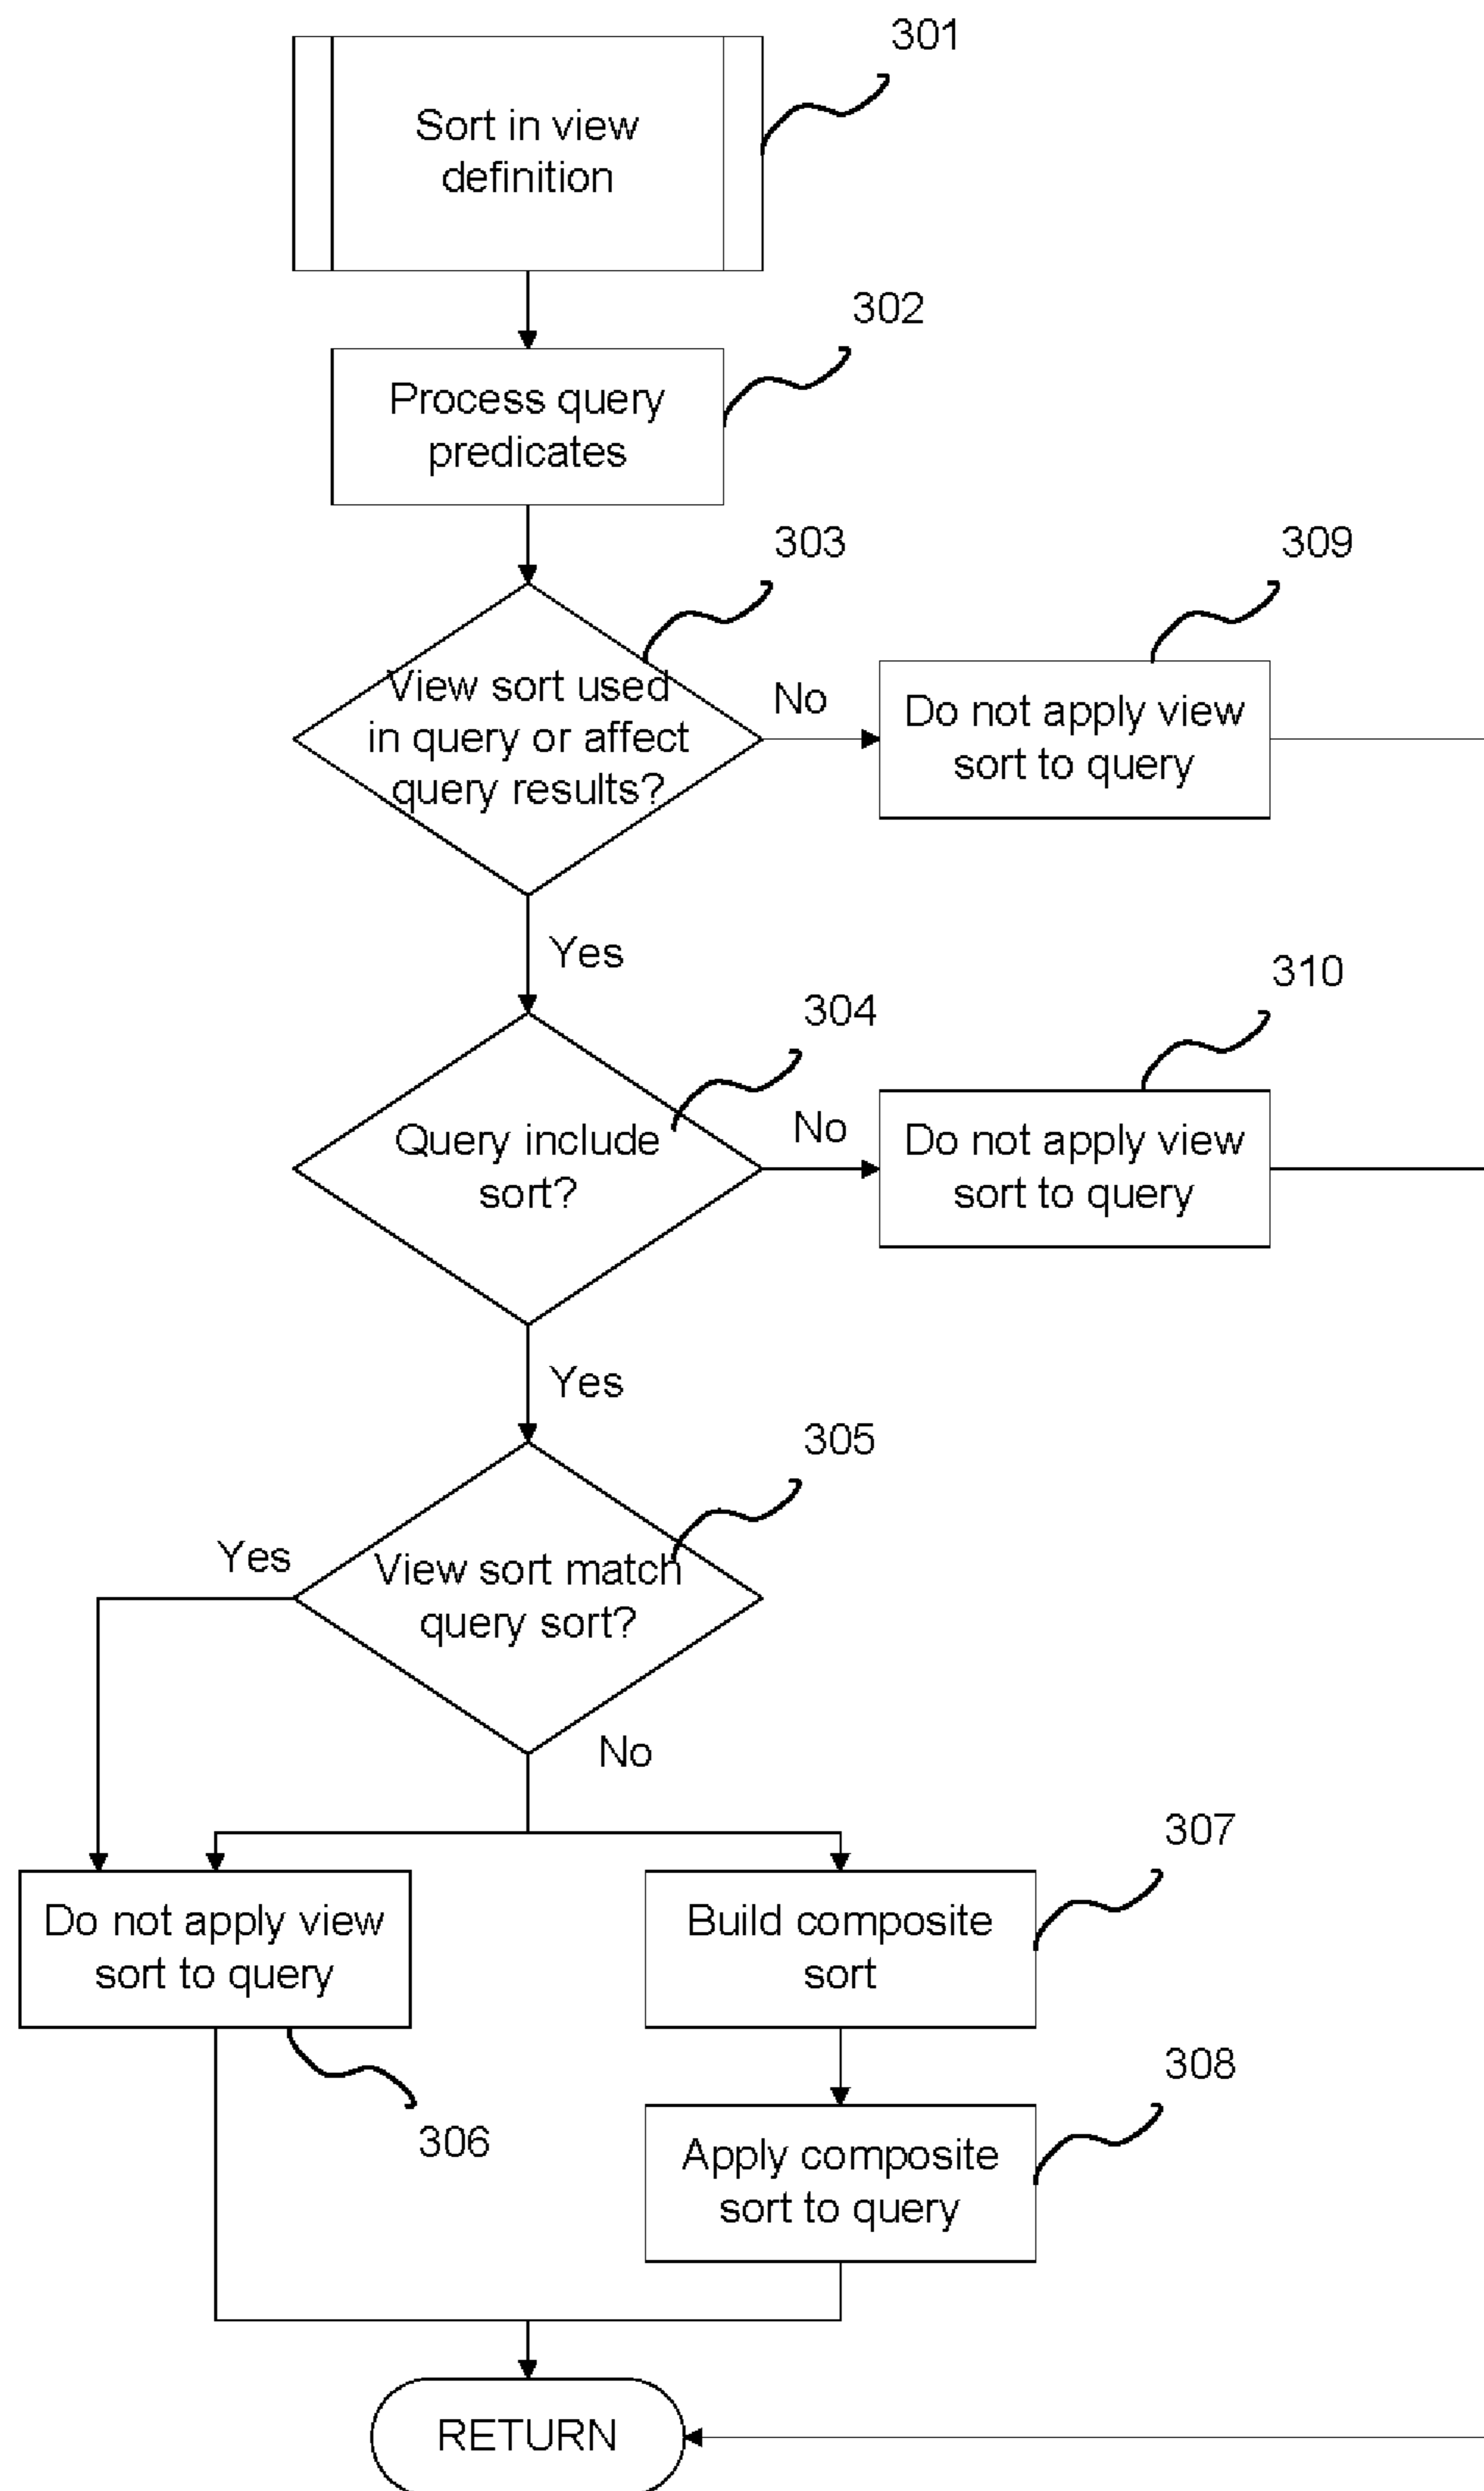 301
Sort in view
definition
302
Process query
predicates
303
309
View sort used
in query or affect
query results?
No
Do not apply view
sort to query
Yes
310
304
Query include
sort?
No
Do not apply view
sort to query
Yes
305
Yes
View sort match
query sort?
No
307
Do not apply view
sort to query
Build composite
sort
308
306
Apply composite
sort to query
RETURN